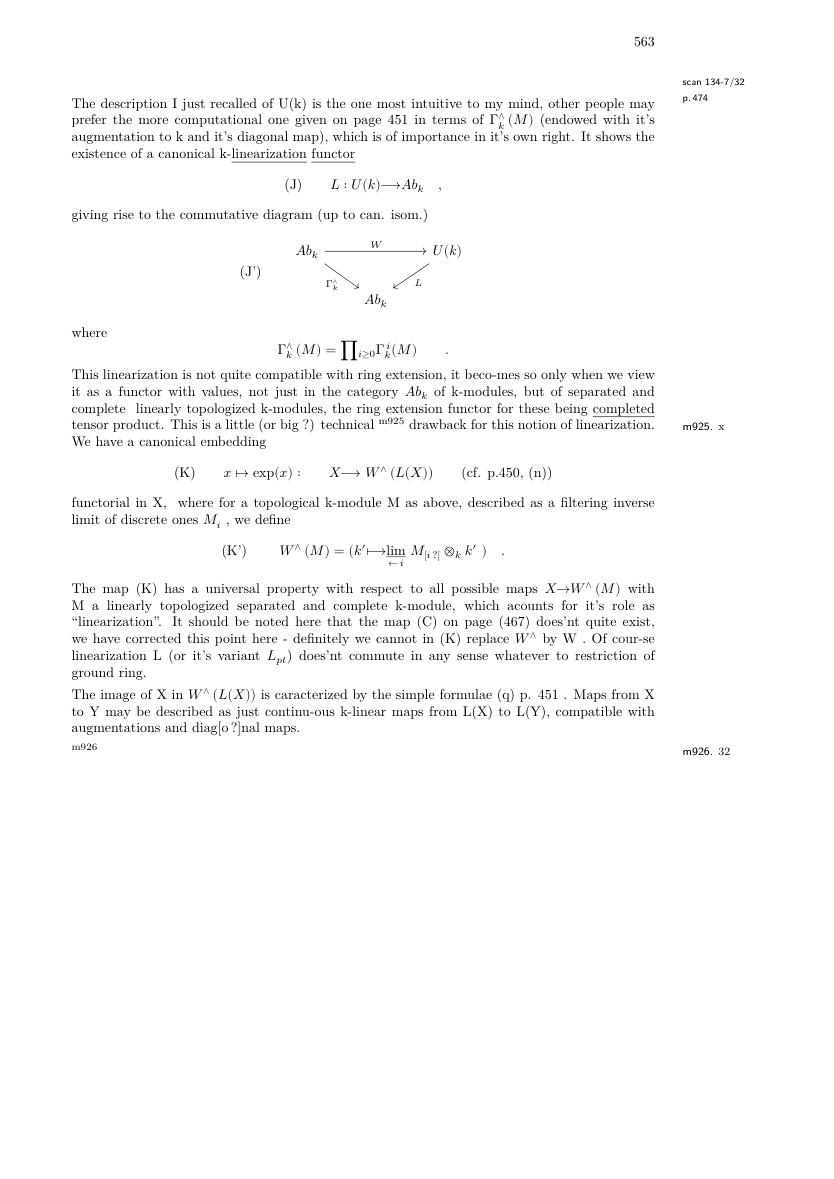 563
scan 134-7/32
p. 474
The description I just recalled of U(k) is the one most intuitive to my mind, other people may
prefer the more computational one given on page 451 in terms of Γ^∧_k (M) (endowed with it's
augmentation to k and it's diagonal map), which is of importance in it's own right. It shows the
existence of a canonical k-linearization functor
(J) L : U(k)⟶Ab_k ,
giving rise to the commutative diagram (up to can. isom.)
Ab_k W U(k)
(J')
Γ^∧_k L
Ab_k
where
Γ^∧_k (M) = ∏_{i≥0}Γ^i_k(M) .
This linearization is not quite compatible with ring extension, it beco-mes so only when we view
it as a functor with values, not just in the category Ab_k of k-modules, but of separated and
complete linearly topologized k-modules, the ring extension functor for these being completed
tensor product. This is a little (or big ?) technical m925 drawback for this notion of linearization.
m925. x
We have a canonical embedding
(K) x ↦ exp(x) : X⟶ W^∧ (L(X)) (cf. p.450, (n))
functorial in X, where for a topological k-module M as above, described as a filtering inverse
limit of discrete ones M_i , we define
(K') W^∧ (M) = (k′⟼lim_{← i} M_{[i ?]} ⊗_k k′ ) .
The map (K) has a universal property with respect to all possible maps X→W^∧ (M) with
M a linearly topologized separated and complete k-module, which acounts for it's role as
“linearization”. It should be noted here that the map (C) on page (467) does'nt quite exist,
we have corrected this point here - definitely we cannot in (K) replace W^∧ by W . Of cour-se
linearization L (or it's variant L_pt) does'nt commute in any sense whatever to restriction of
ground ring.
The image of X in W^∧ (L(X)) is caracterized by the simple formulae (q) p. 451 . Maps from X
to Y may be described as just continu-ous k-linear maps from L(X) to L(Y), compatible with
augmentations and diag[o ?]nal maps.
m926
m926. 32